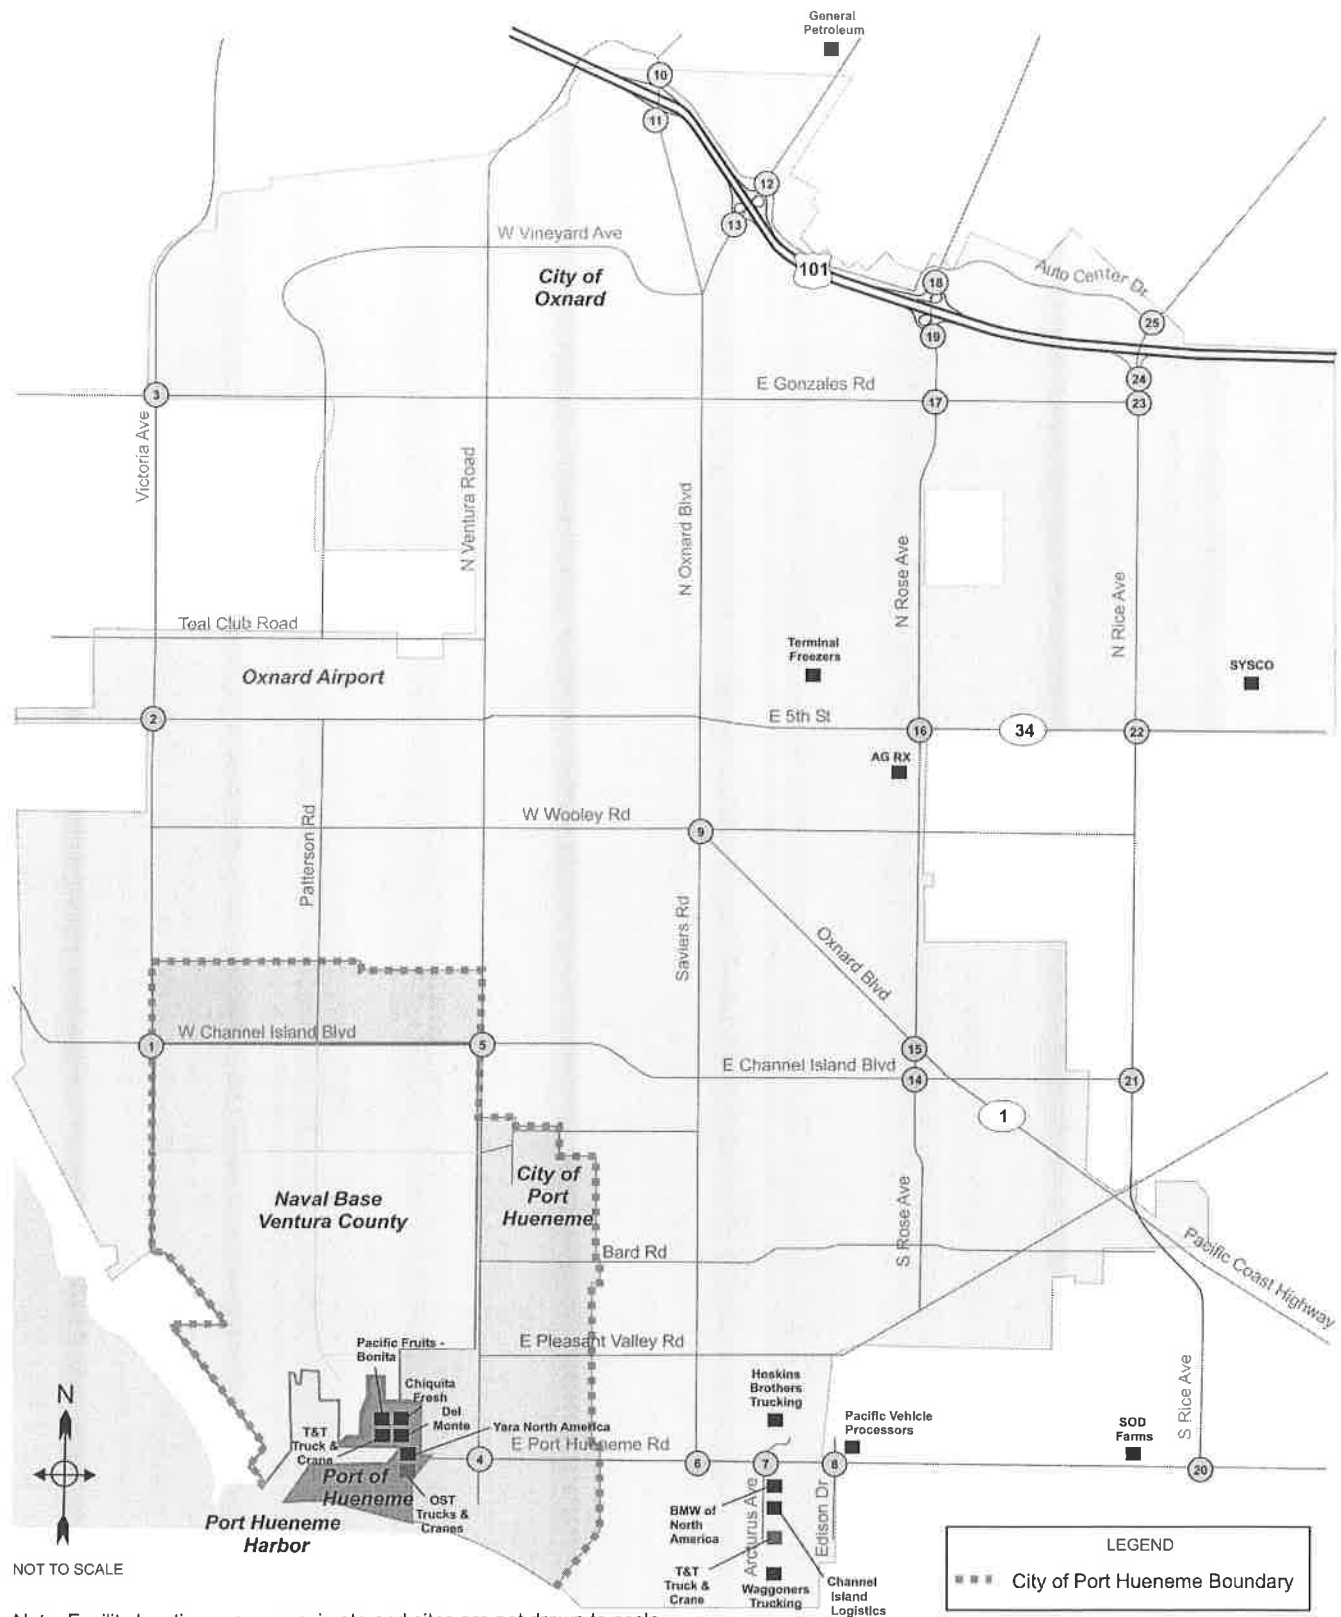 General
Petroleum
10
11
12
13
W Vineyard Ave
City of
Oxnard
101
18
Auto Center Dr.
25
19
24
3
E Gonzales Rd
17
23
Victoria Ave
N Ventura Road
N Oxnard Blvd
N Rose Ave
N Rice Ave
Teal Club Road
Terminal
Freezers
SYSCO
Oxnard Airport
2
E 5th St
16
34
22
AG RX
W Wooley Rd
9
Patterson Rd
Saviers Rd
Oxnard Blvd
W Channel Island Blvd
1
5
15
E Channel Island Blvd
14
21
1
City of
Port
Hueneme
Naval Base
Ventura County
S Rose Ave
Bard Rd
Pacific Coast Highway
E Pleasant Valley Rd
Pacific Fruits -
Bonita
Chiquita
Fresh
Del
Monte
Hoskins
Brothers
Trucking
S Rice Ave
N
T&T
Truck &
Crane
Yara North America
E Port Hueneme Rd
Pacific Vehicle
Processors
SOD
Farms
4
6
7
8
20
Port of
Hueneme
OST
Trucks &
Cranes
Port Hueneme
Harbor
BMW of
North
America
Arcturus Ave
Edison Dr
T&T
Truck &
Crane
Waggoners
Trucking
Channel
Island
Logistics
NOT TO SCALE
LEGEND
City of Port Hueneme Boundary